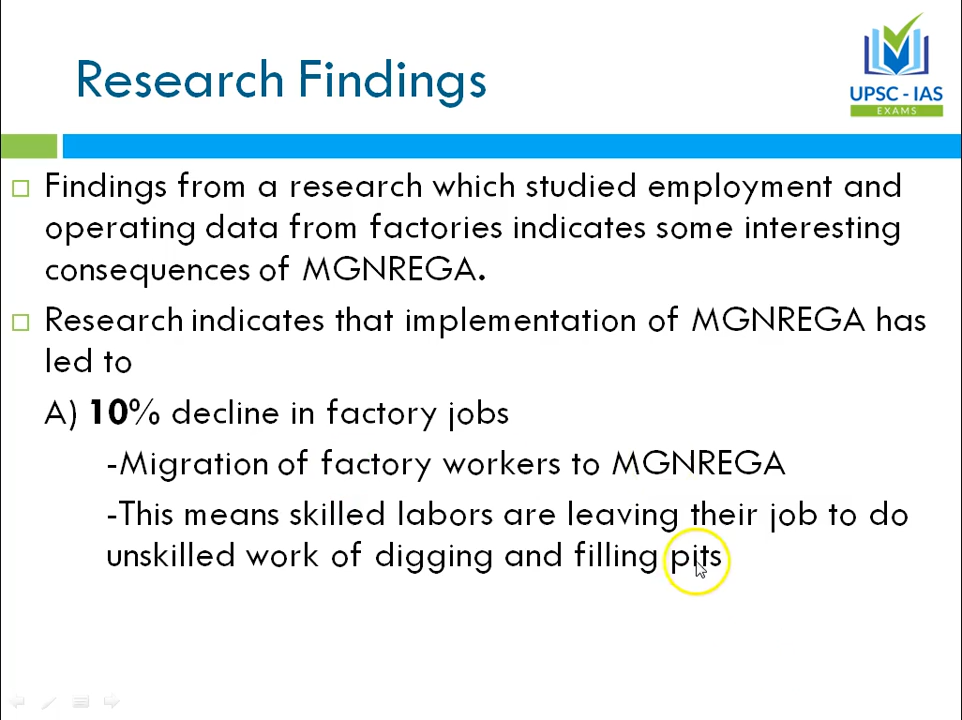 Research Findings
UPSC - IAS
EXAMS
Findings from a research which studied employment and
operating data from factories indicates some interesting
consequences of MGNREGA.
Research indicates that implementation of MGNREGA has
led to
A) 10% decline in factory jobs
-Migration of factory workers to MGNREGA
-This means skilled labors are leaving their job to do
unskilled work of digging and filling pits